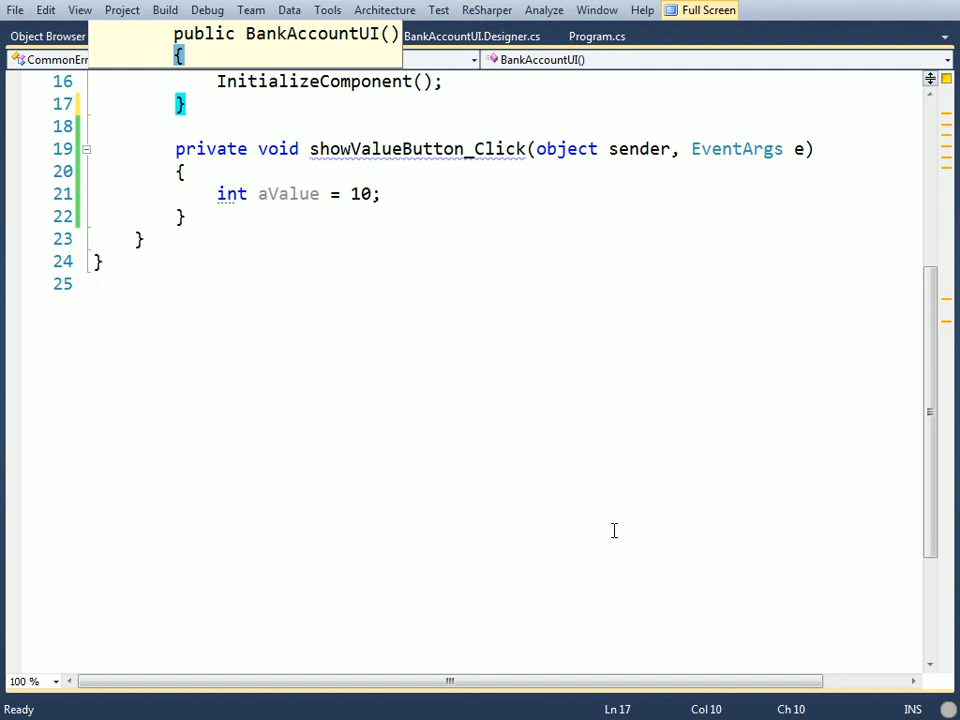 File Edit View Project Build Debug Team Data Tools Architecture Test ReSharper Analyze Window Help Full Screen
Object Browser BankAccountUI.Designer.cs Program.cs
public BankAccountUI()
{
CommonErr BankAccountUI()
16 InitializeComponent();
17 }
18
19 private void showValueButton_Click(object sender, EventArgs e)
20 {
21 int aValue = 10;
22 }
23 }
24 }
25
100 %
Ready Ln 17 Col 10 Ch 10 INS